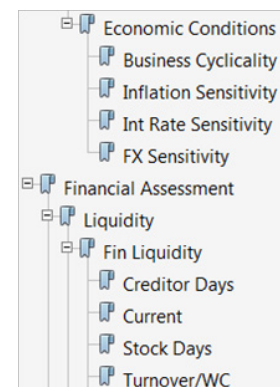 Economic Conditions
Business Cyclicality
Inflation Sensitivity
Int Rate Sensitivity
FX Sensitivity
Financial Assessment
Liquidity
Fin Liquidity
Creditor Days
Current
Stock Days
Turnover/WC